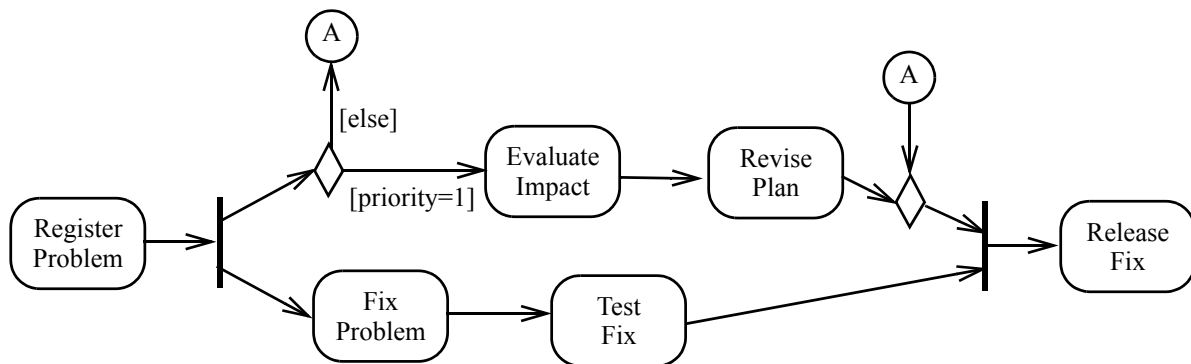 A
[else]
A
Evaluate
Impact
Revise
Plan
[priority=1]
Register
Problem
Release
Fix
Fix
Problem
Test
Fix